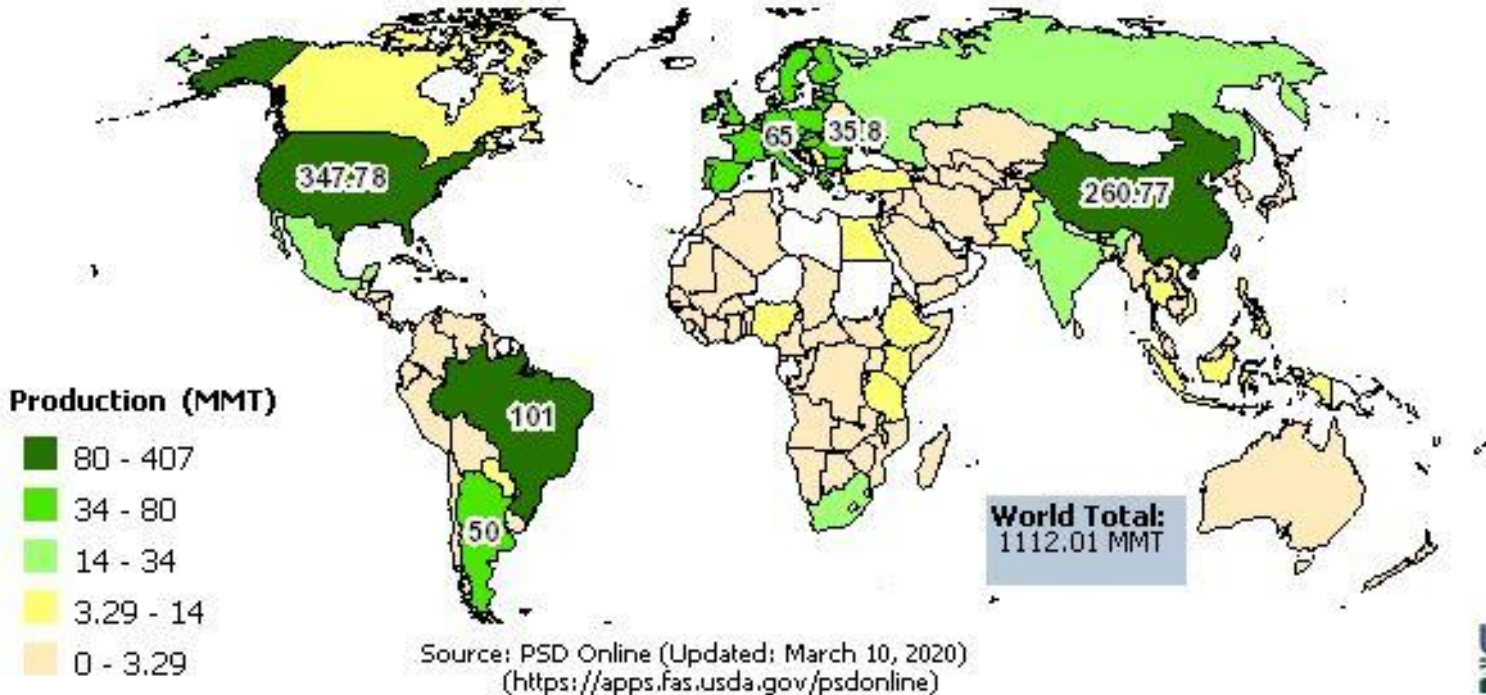 347.78
65
35.8
260.77
101
50
Production (MMT)
80 - 407
34 - 80
14 - 34
3.29 - 14
0 - 3.29
World Total:
1112.01 MMT
Source: PSD Online (Updated: March 10, 2020)
(https://apps.fas.usda.gov/psdonline)